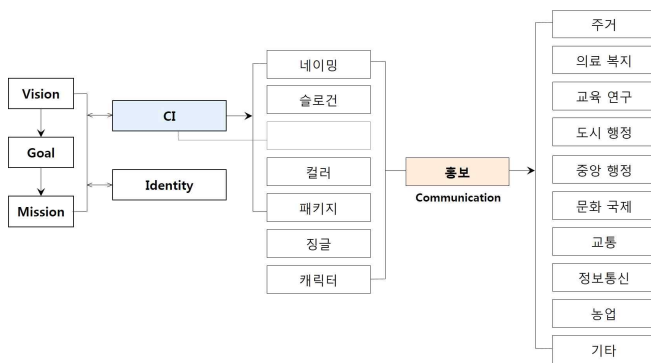 Vision
Goal
Mission
CI
Identity
네이밍
슬로건
컬러
패키지
징글
캐릭터
홍보
Communication
주거
의료 복지
교육 연구
도시 행정
중앙 행정
문화 국제
교통
정보통신
농업
기타